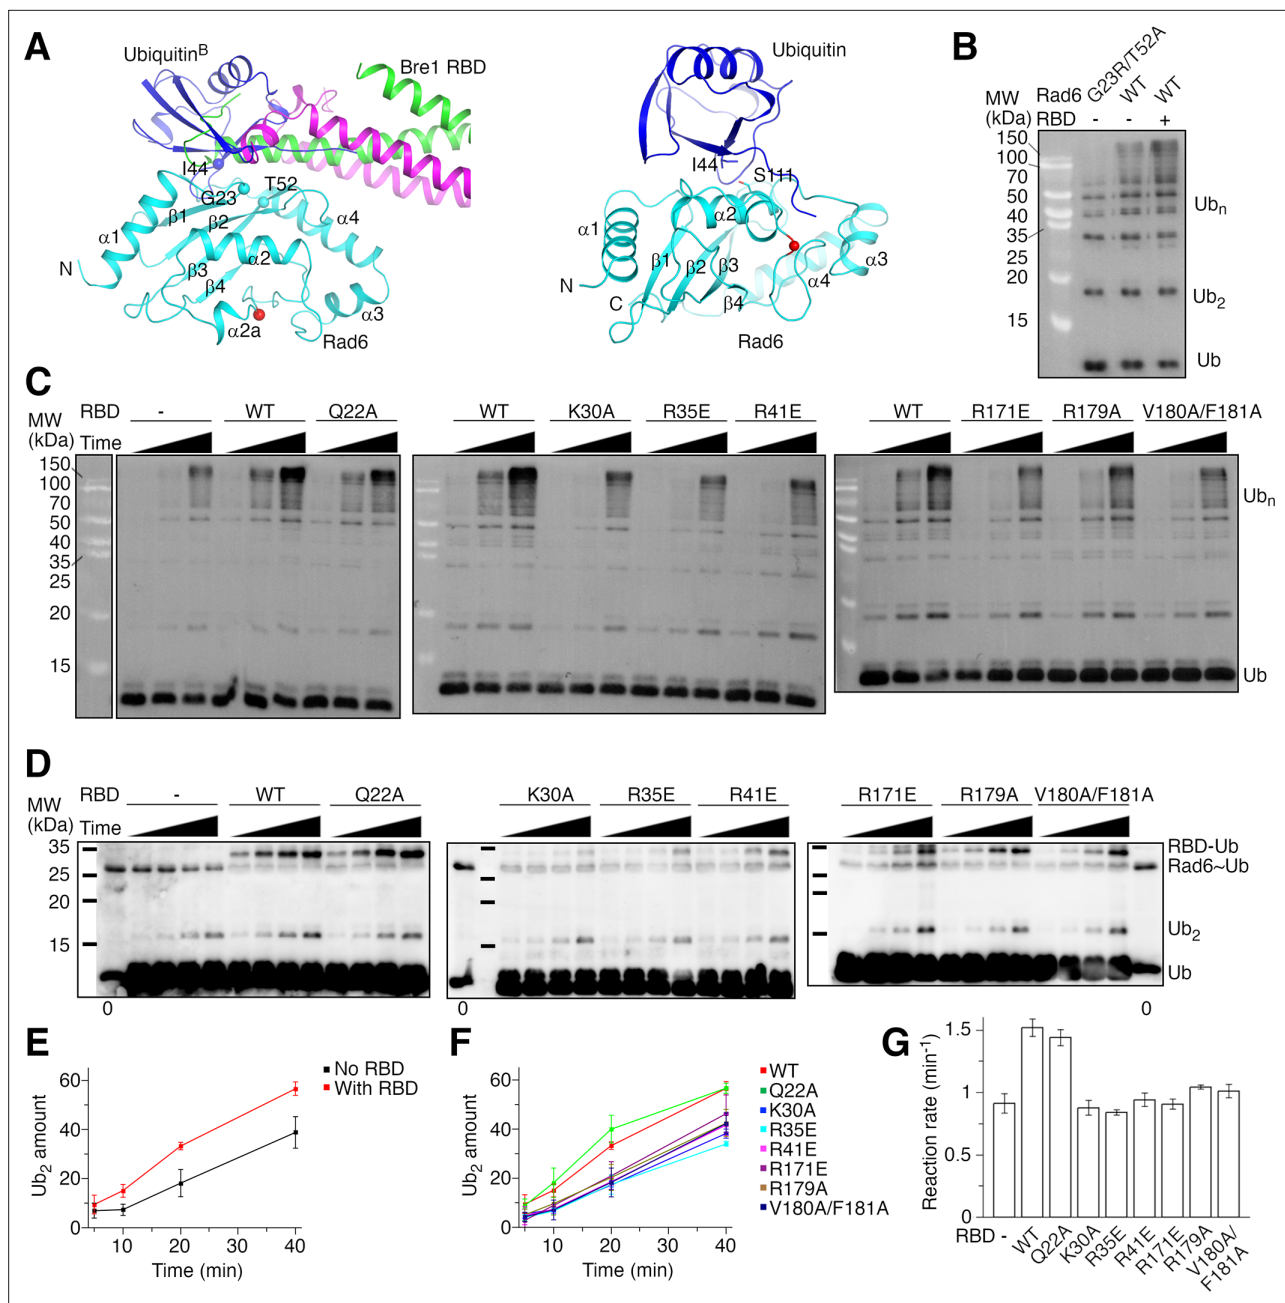 A
Ubiquitinᴮ
Bre1 RBD
I44
G23
T52
β1
β2
α4
α1
N
β3
α2
β4
α2a
α3
Rad6
Ubiquitin
I44
S111
α1
α2
β1
β2
β3
β4
α3
α4
N
C
Rad6
B
G23R/T52A
WT
WT
MW (kDa)
Rad6
RBD - - +
150
100
70
50
40
35
25
20
15
Ubₙ
Ub₂
Ub
C
MW (kDa)
RBD - WT Q22A WT K30A R35E R41E WT R171E R179A V180A/F181A
Time
150
100
70
50
40
35
25
20
15
Ubₙ
Ub
D
MW (kDa)
RBD - WT Q22A K30A R35E R41E R171E R179A V180A/F181A
Time
35
25
20
15
RBD-Ub
Rad6~Ub
Ub₂
Ub
0 0 0
E
No RBD
With RBD
Ub₂ amount
60
40
20
0
10 20 30 40
Time (min)
F
Ub₂ amount
60
40
20
0
10 20 30 40
Time (min)
WT
Q22A
K30A
R35E
R41E
R171E
R179A
V180A/F181A
G
Reaction rate (min⁻¹)
1.5
1
0.5
0
RBD - WT Q22A K30A R35E R41E R171E R179A V180A/ F181A